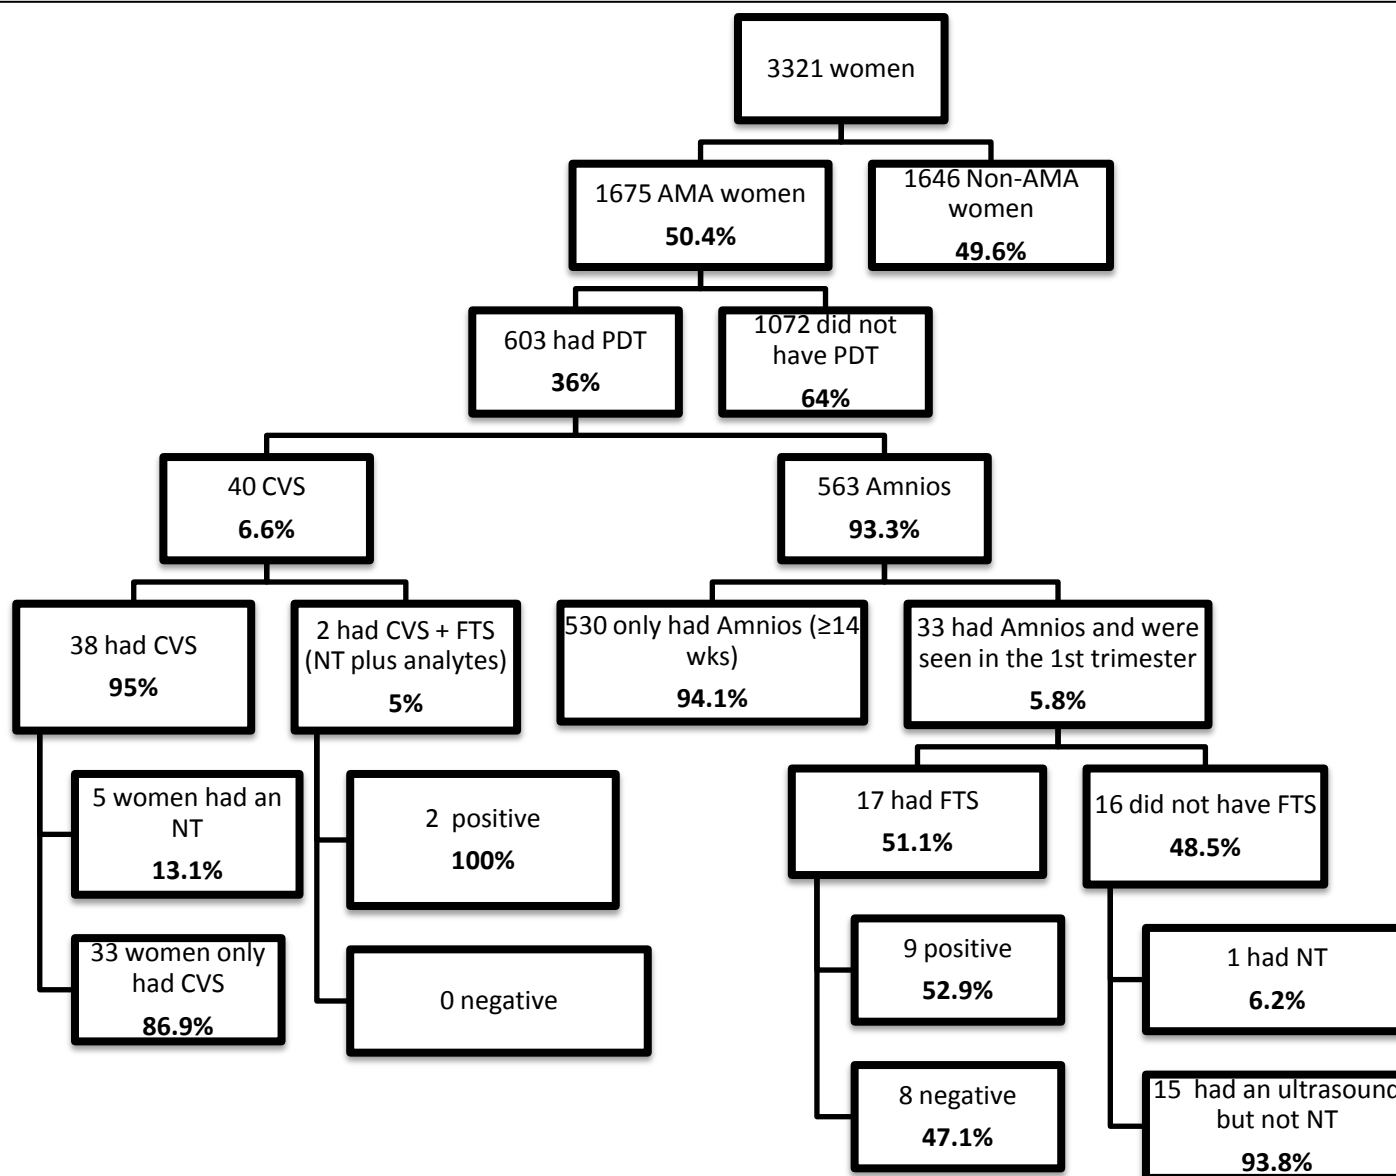 3321 women
1675 AMA women
50.4%
1646 Non-AMA
women
49.6%
603 had PDT
36%
1072 did not
have PDT
64%
40 CVS
6.6%
563 Amnios
93.3%
38 had CVS
95%
2 had CVS + FTS
(NT plus analytes)
5%
530 only had Amnios (≥14
wks)
94.1%
33 had Amnios and were
seen in the 1st trimester
5.8%
5 women had an
NT
13.1%
2 positive
100%
17 had FTS
51.1%
16 did not have FTS
48.5%
33 women only
had CVS
86.9%
0 negative
9 positive
52.9%
1 had NT
6.2%
8 negative
47.1%
15 had an ultrasound
but not NT
93.8%